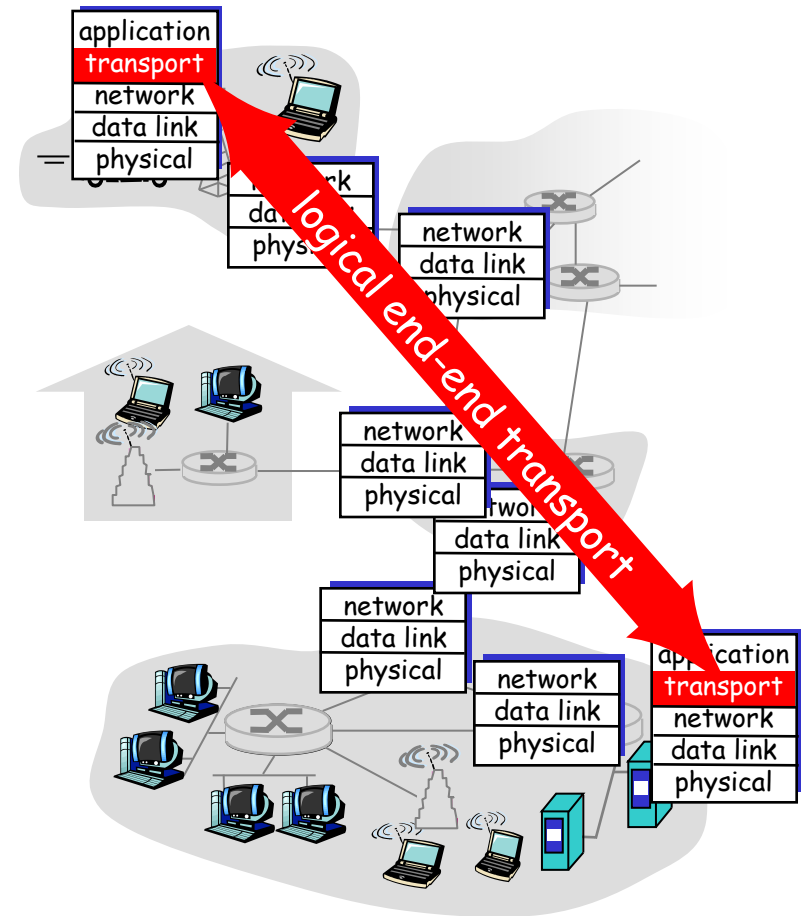 application
transport
network
data link
physical
physical
network
data link
physical
logical end-end transport
network
data link
physical
data link
physical
network
data link
physical
network
data link
physical
application
transport
network
data link
physical